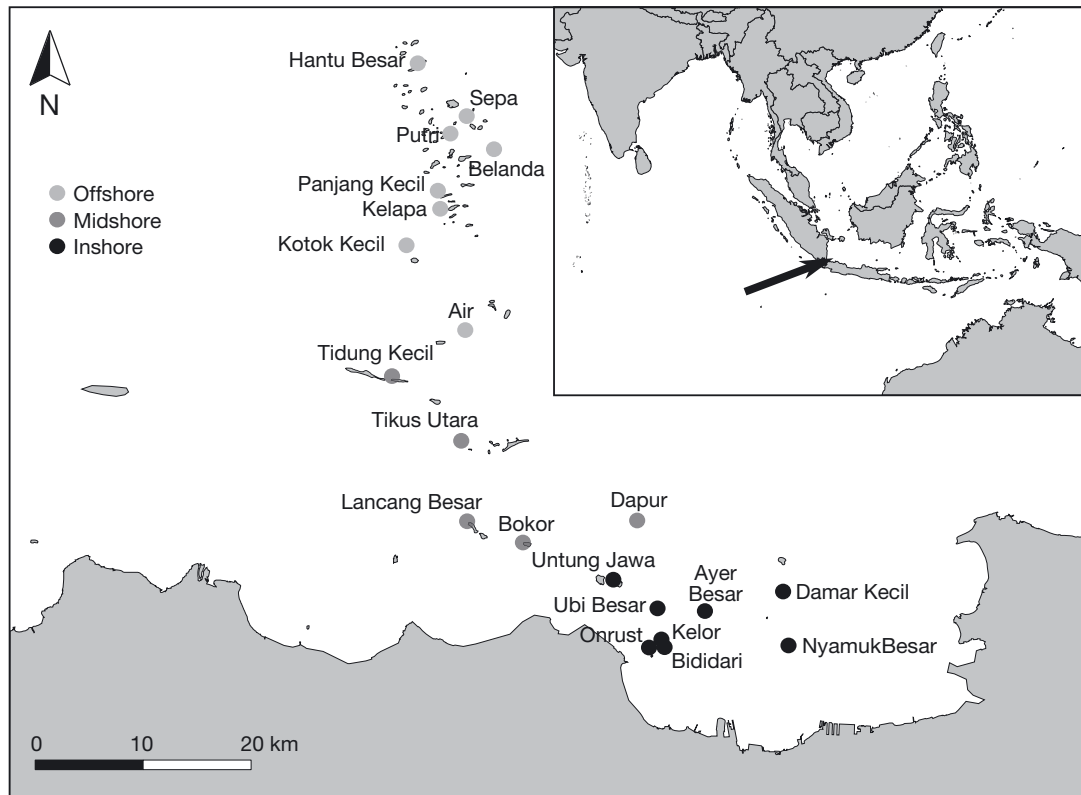 N
Hantu Besar
Sepa
Putri
Belanda
Panjang Kecil
Kelapa
Kotok Kecil
Offshore
Midshore
Inshore
Air
Tidung Kecil
Tikus Utara
Lancang Besar
Dapur
Bokor
Untung Jawa
Ayer
Besar
Damar Kecil
Ubi Besar
Onrust
Kelor
NyamukBesar
Bididari
0 10 20 km